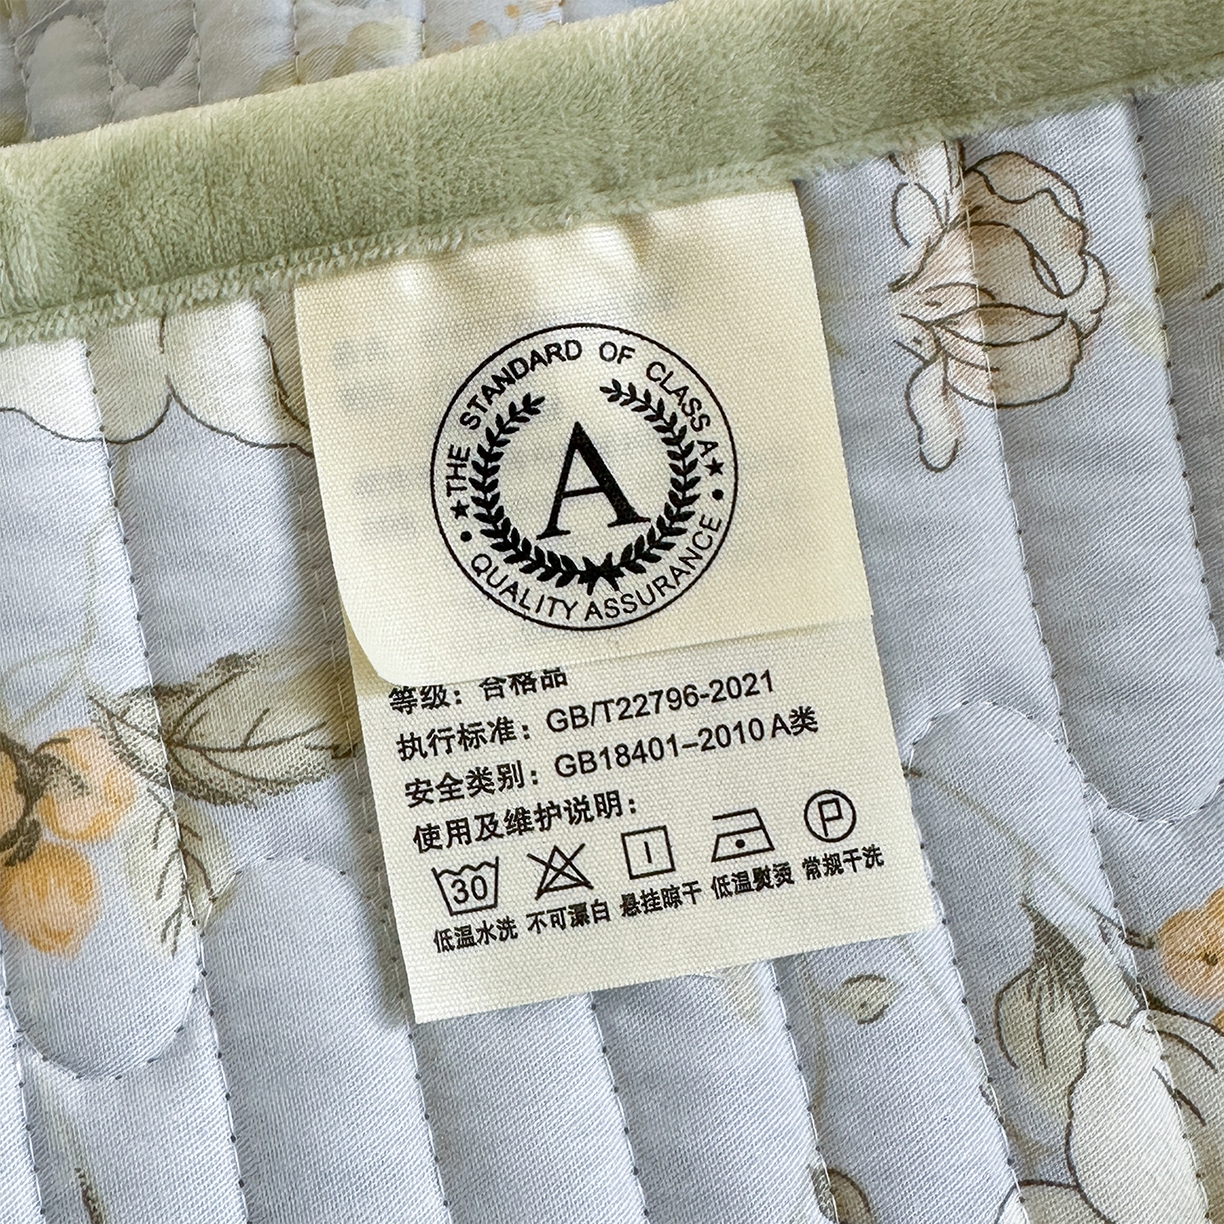 ★ THE STANDARD OF CLASS A ★
A
• QUALITY ASSURANCE •
等级：合格品
执行标准：GB/T22796-2021
安全类别：GB18401-2010 A类
使用及维护说明：
30 P
低温水洗 不可漂白 悬挂晾干 低温熨烫 常规干洗